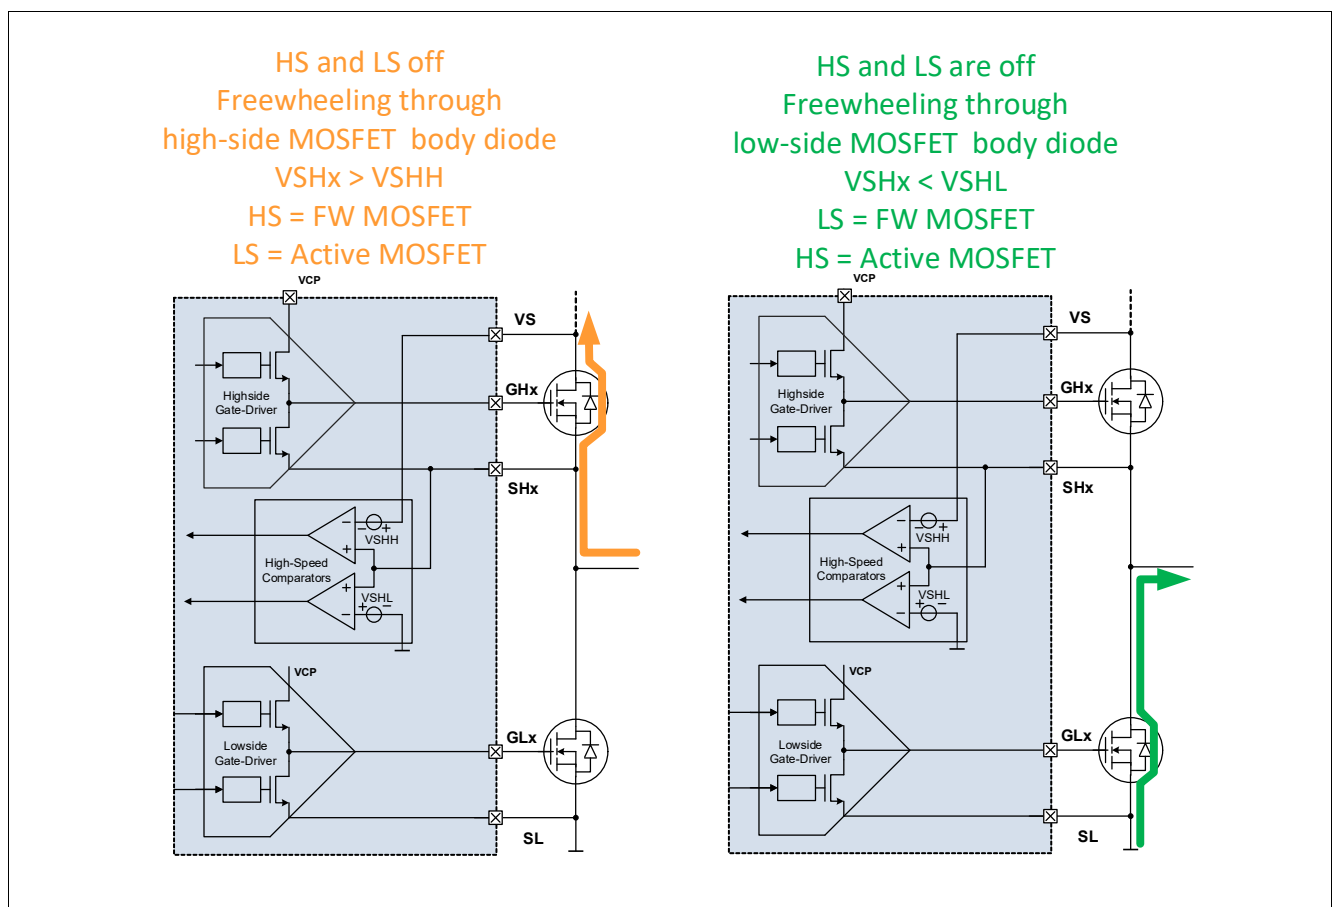 HS and LS off
Freewheeling through
high-side MOSFET body diode
VSHx > VSHH
HS = FW MOSFET
LS = Active MOSFET
VCP
VS
Highside
Gate-Driver
GHx
SHx
− − +
VSHH
+
High-Speed
Comparators
+ VSHL
+ −
−
VCP
Lowside
Gate-Driver
GLx
SL
HS and LS are off
Freewheeling through
low-side MOSFET body diode
VSHx < VSHL
LS = FW MOSFET
HS = Active MOSFET
VCP
VS
Highside
Gate-Driver
GHx
SHx
− − +
VSHH
+
High-Speed
Comparators
+ VSHL
+ −
−
VCP
Lowside
Gate-Driver
GLx
SL